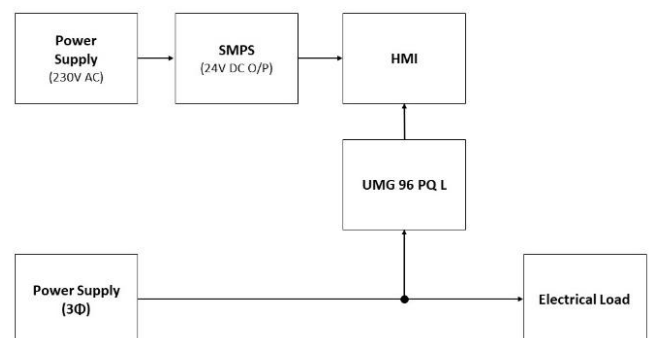 Power
Supply
(230V AC)
SMPS
(24V DC O/P)
HMI
UMG 96 PQ L
Power Supply
(3Φ)
Electrical Load